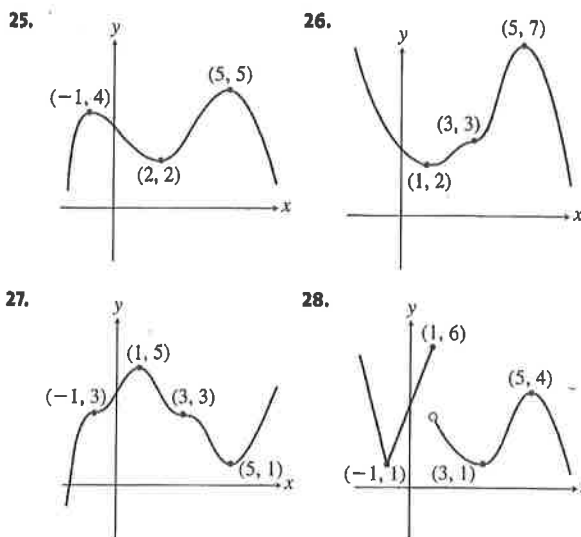 25.
y
(−1, 4)
(5, 5)
(2, 2)
x
26.
y
(5, 7)
(3, 3)
(1, 2)
x
27.
y
(1, 5)
(−1, 3)
(3, 3)
(5, 1)
x
28.
y
(1, 6)
(5, 4)
(−1, 1)
(3, 1)
x